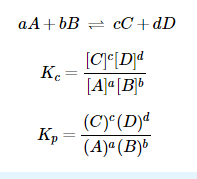 aA + bB ⇌ cC + dD
K_c = [C]^c[D]^d / [A]^a[B]^b
K_p = (C)^c(D)^d / (A)^a(B)^b